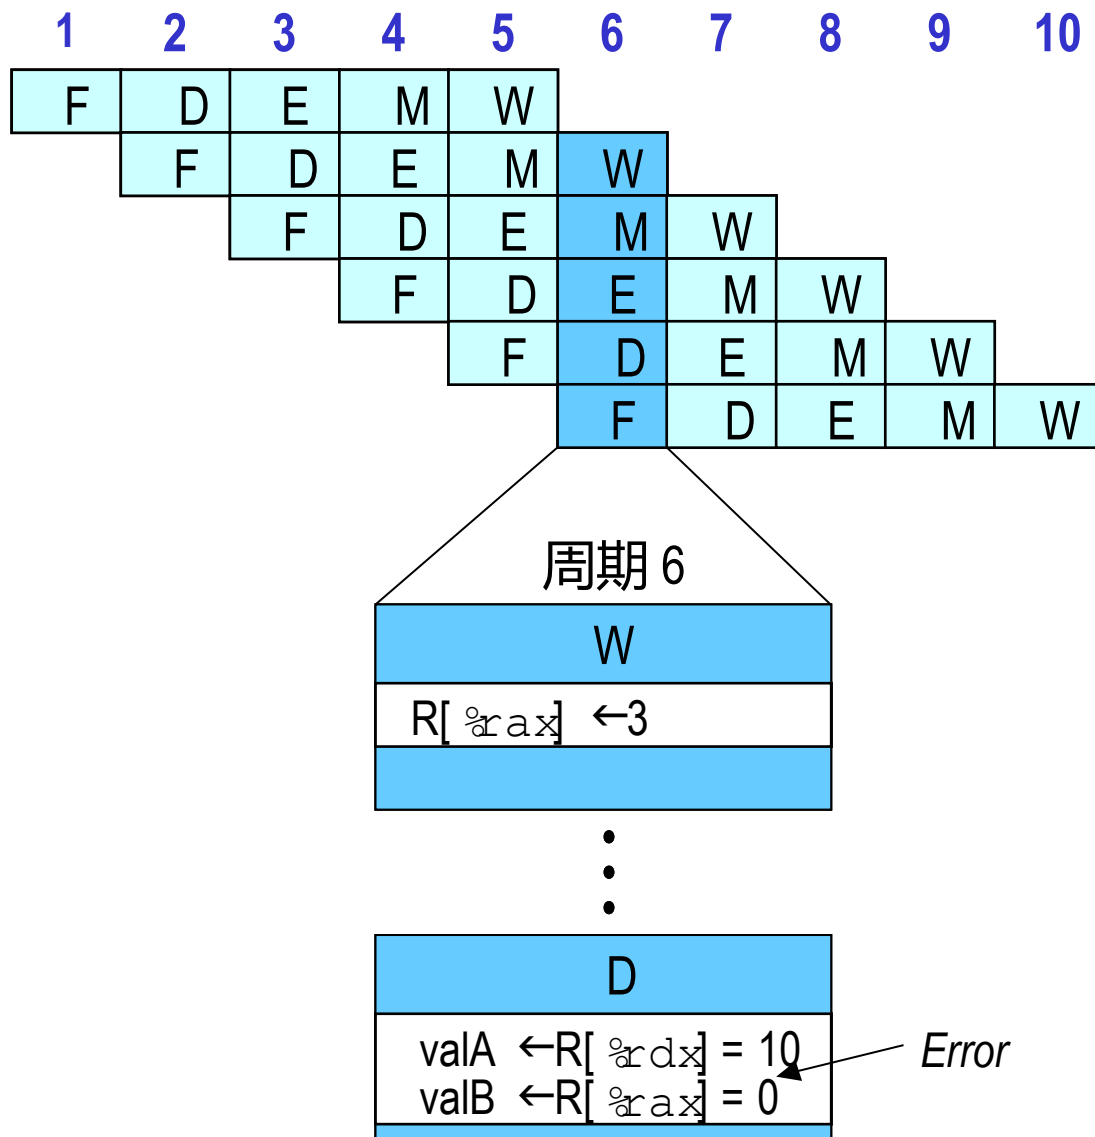 1 2 3 4 5 6 7 8 9 10
F D E M W
F D E M W
F D E M W
F D E M W
F D E M W
F D E M W
周期 6
W
R[ %rax] ←3
D
valA ←R[ %rdx] = 10
Error
valB ←R[ %rax] = 0